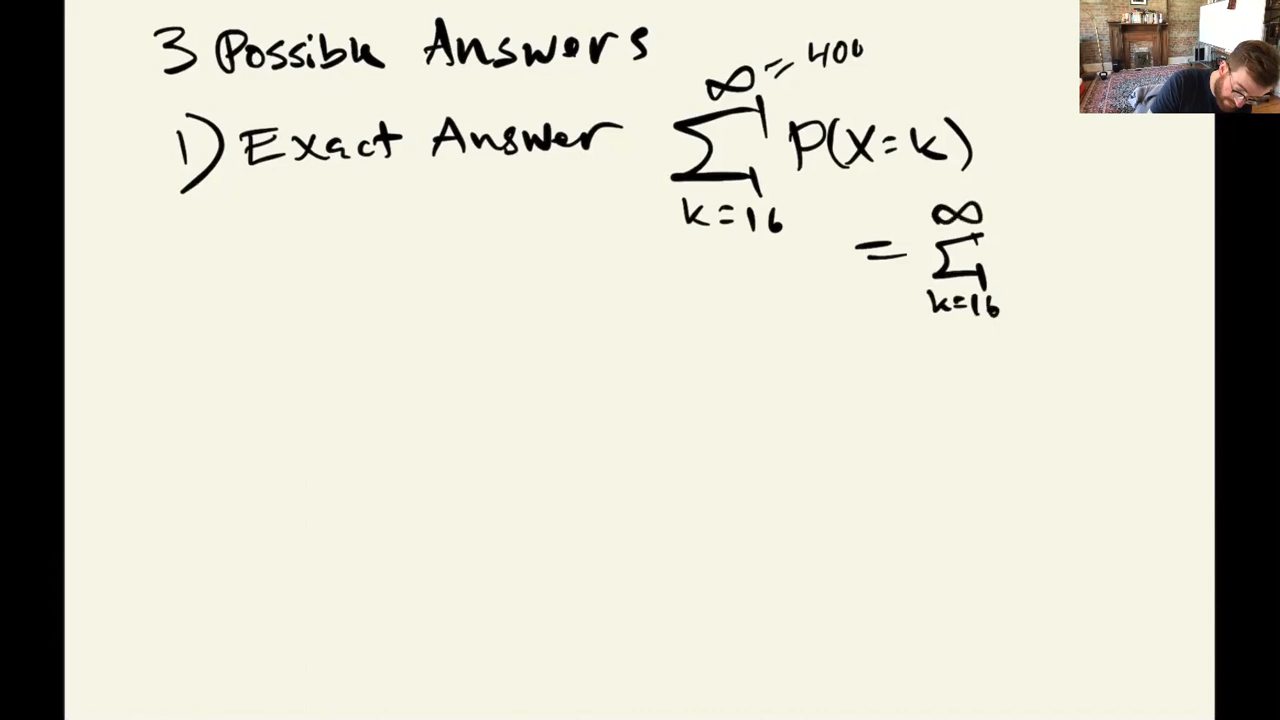 3 Possible Answers
1) Exact Answer ∑_{k=16}^{∞ = 400} P(X=k)
= ∑_{k=16}^{∞}